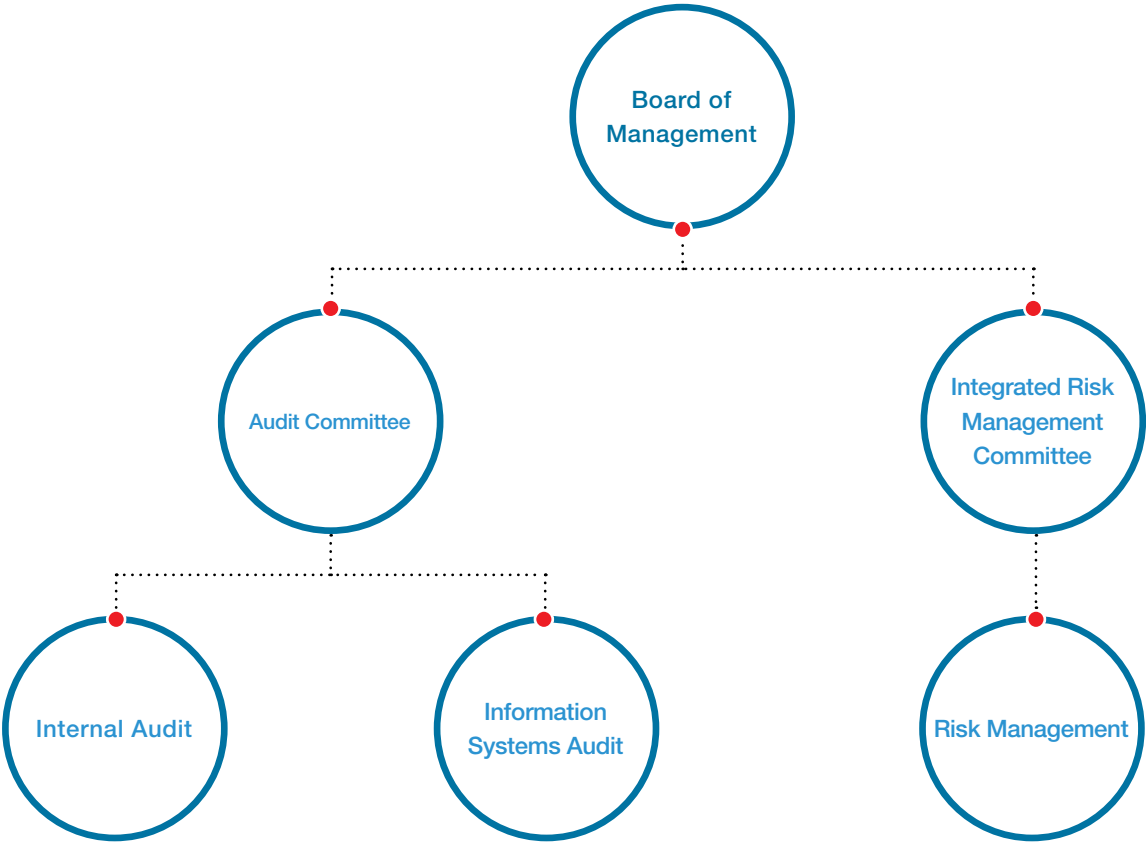 Board of
Management
Audit Committee
Integrated Risk
Management
Committee
Internal Audit
Information
Systems Audit
Risk Management